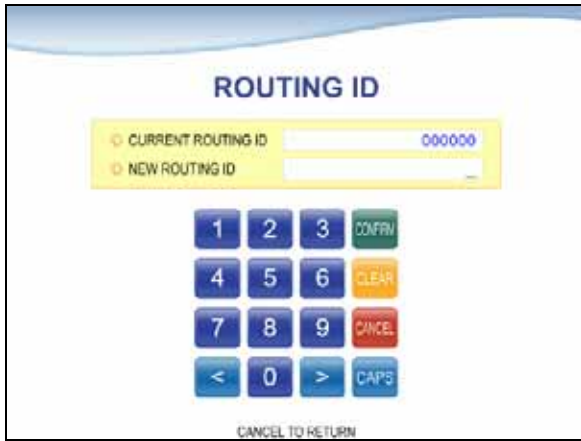 ROUTING ID
CURRENT ROUTING ID 000000
NEW ROUTING ID _
1 2 3 CONFIRM
4 5 6 CLEAR
7 8 9 CANCEL
< 0 > CAPS
CANCEL TO RETURN